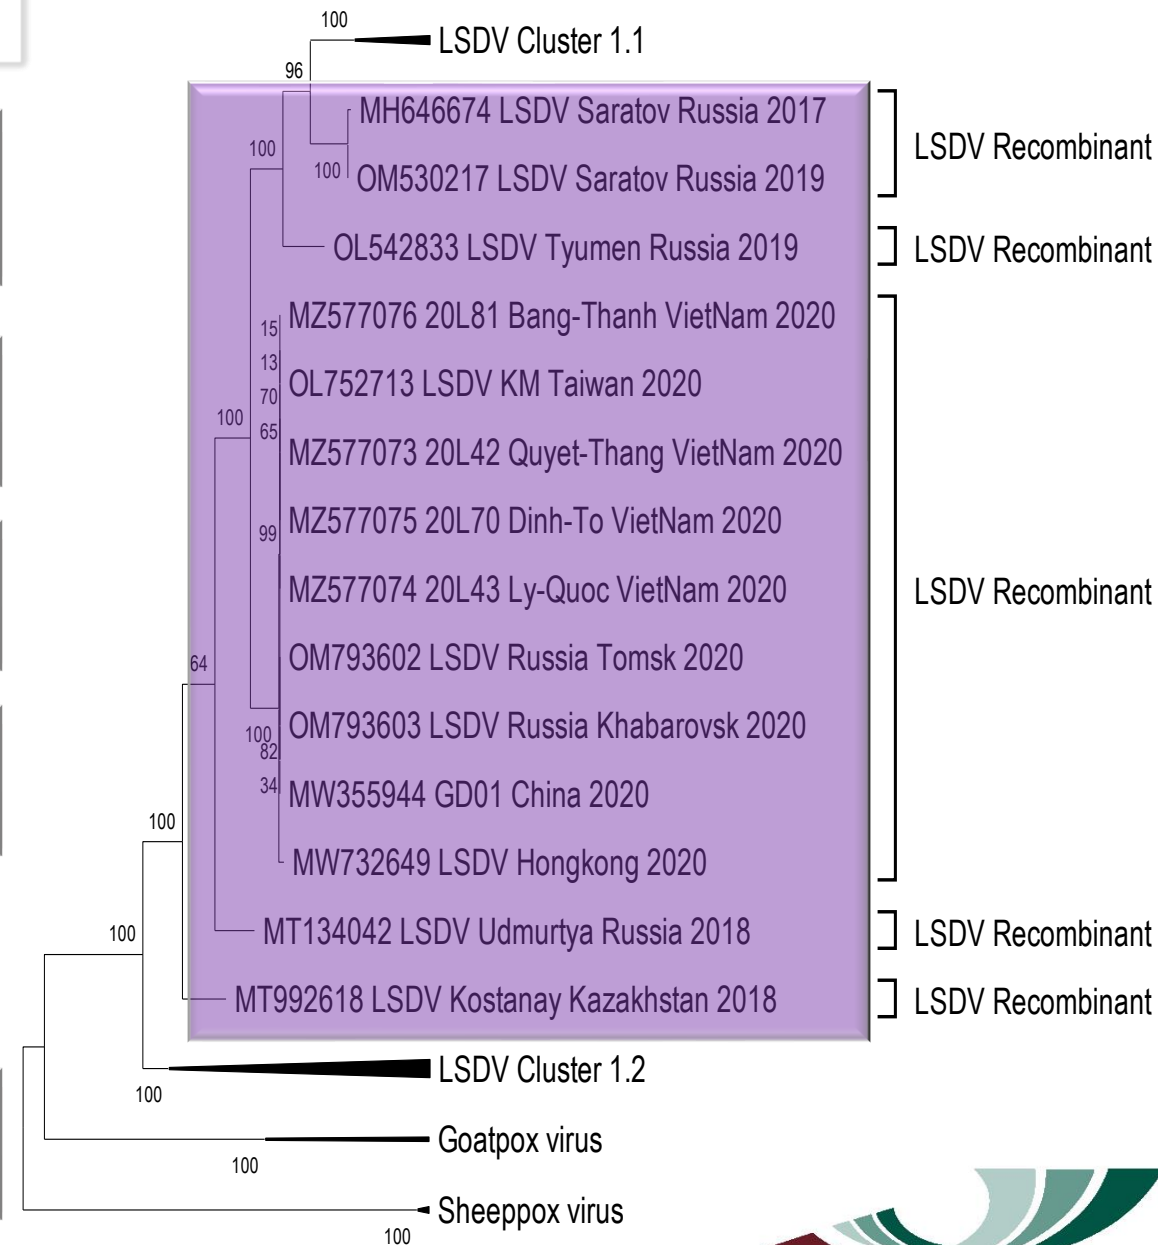 100
LSDV Cluster 1.1
96
MH646674 LSDV Saratov Russia 2017
LSDV Recombinant
100
100
OM530217 LSDV Saratov Russia 2019
OL542833 LSDV Tyumen Russia 2019
LSDV Recombinant
MZ577076 20L81 Bang-Thanh VietNam 2020
15
13
OL752713 LSDV KM Taiwan 2020
70
100
65
MZ577073 20L42 Quyet-Thang VietNam 2020
MZ577075 20L70 Dinh-To VietNam 2020
99
MZ577074 20L43 Ly-Quoc VietNam 2020
LSDV Recombinant
OM793602 LSDV Russia Tomsk 2020
64
OM793603 LSDV Russia Khabarovsk 2020
100
82
34
MW355944 GD01 China 2020
100
MW732649 LSDV Hongkong 2020
MT134042 LSDV Udmurtya Russia 2018
LSDV Recombinant
100
MT992618 LSDV Kostanay Kazakhstan 2018
LSDV Recombinant
LSDV Cluster 1.2
100
Goatpox virus
100
Sheeppox virus
100